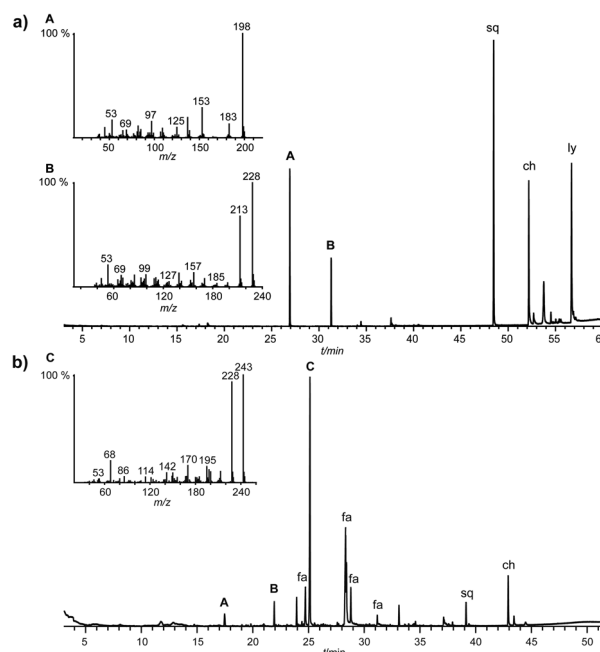 a)
A
100 %
198
53
69
97
125
153
183
50
100
150
200
m/z
B
100 %
228
213
53
69
99
127
157
185
60
120
180
240
m/z
A
B
sq
ch
ly
5
10
15
20
25
30
35
40
45
50
55
t/min
b)
C
100 %
228
243
68
53
86
114
142
170
195
60
120
180
240
m/z
A
B
fa
C
fa
fa
fa
sq
ch
5
10
15
20
25
30
35
40
45
t/min